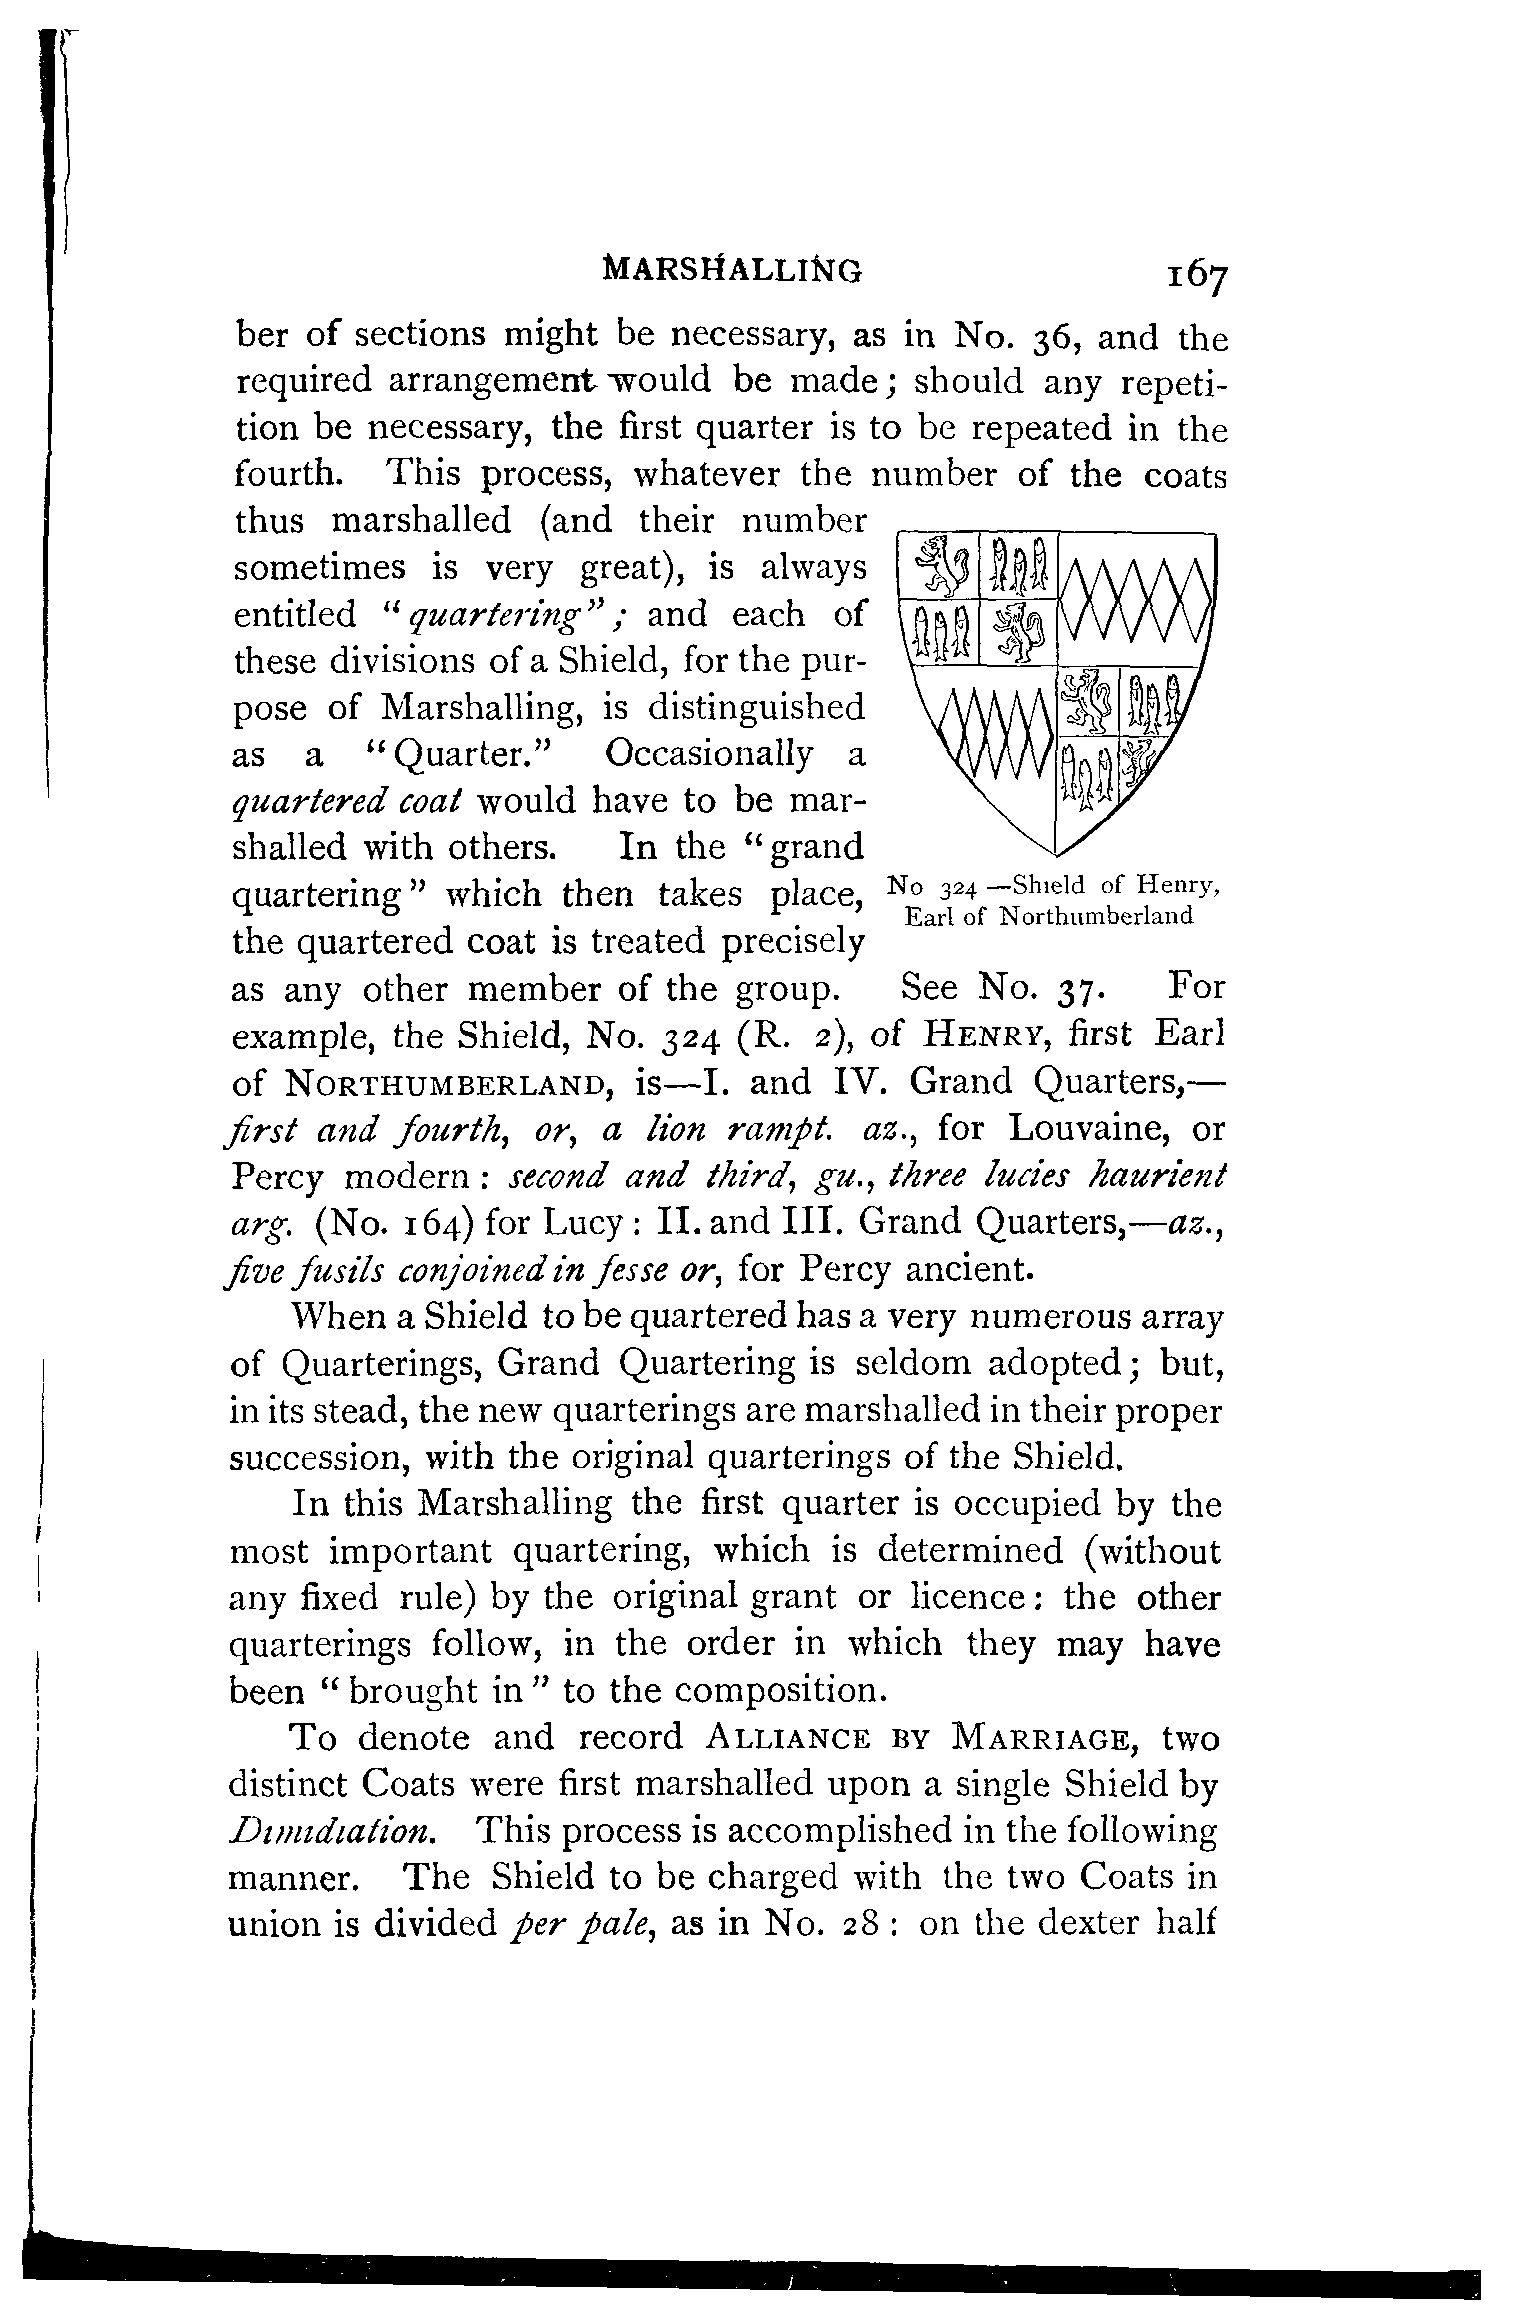 MARSHALLING 167
ber of sections might be necessary, as in No. 36, and the
required arrangement would be made; should any repeti-
tion be necessary, the first quarter is to be repeated in the
fourth. This process, whatever the number of the coats
thus marshalled (and their number
sometimes is very great), is always
entitled “quartering”; and each of
these divisions of a Shield, for the pur-
pose of Marshalling, is distinguished
as a “Quarter.” Occasionally a
quartered coat would have to be mar-
shalled with others. In the “grand
quartering” which then takes place,
the quartered coat is treated precisely
No 324 —Shield of Henry,
Earl of Northumberland
as any other member of the group. See No. 37. For
example, the Shield, No. 324 (R. 2), of HENRY, first Earl
of NORTHUMBERLAND, is—I. and IV. Grand Quarters,—
first and fourth, or, a lion rampt. az., for Louvaine, or
Percy modern: second and third, gu., three lucies haurient
arg. (No. 164) for Lucy: II. and III. Grand Quarters,—az.,
five fusils conjoined in fesse or, for Percy ancient.
When a Shield to be quartered has a very numerous array
of Quarterings, Grand Quartering is seldom adopted; but,
in its stead, the new quarterings are marshalled in their proper
succession, with the original quarterings of the Shield.
In this Marshalling the first quarter is occupied by the
most important quartering, which is determined (without
any fixed rule) by the original grant or licence: the other
quarterings follow, in the order in which they may have
been “brought in” to the composition.
To denote and record ALLIANCE BY MARRIAGE, two
distinct Coats were first marshalled upon a single Shield by
Dimidiation. This process is accomplished in the following
manner. The Shield to be charged with the two Coats in
union is divided per pale, as in No. 28: on the dexter half